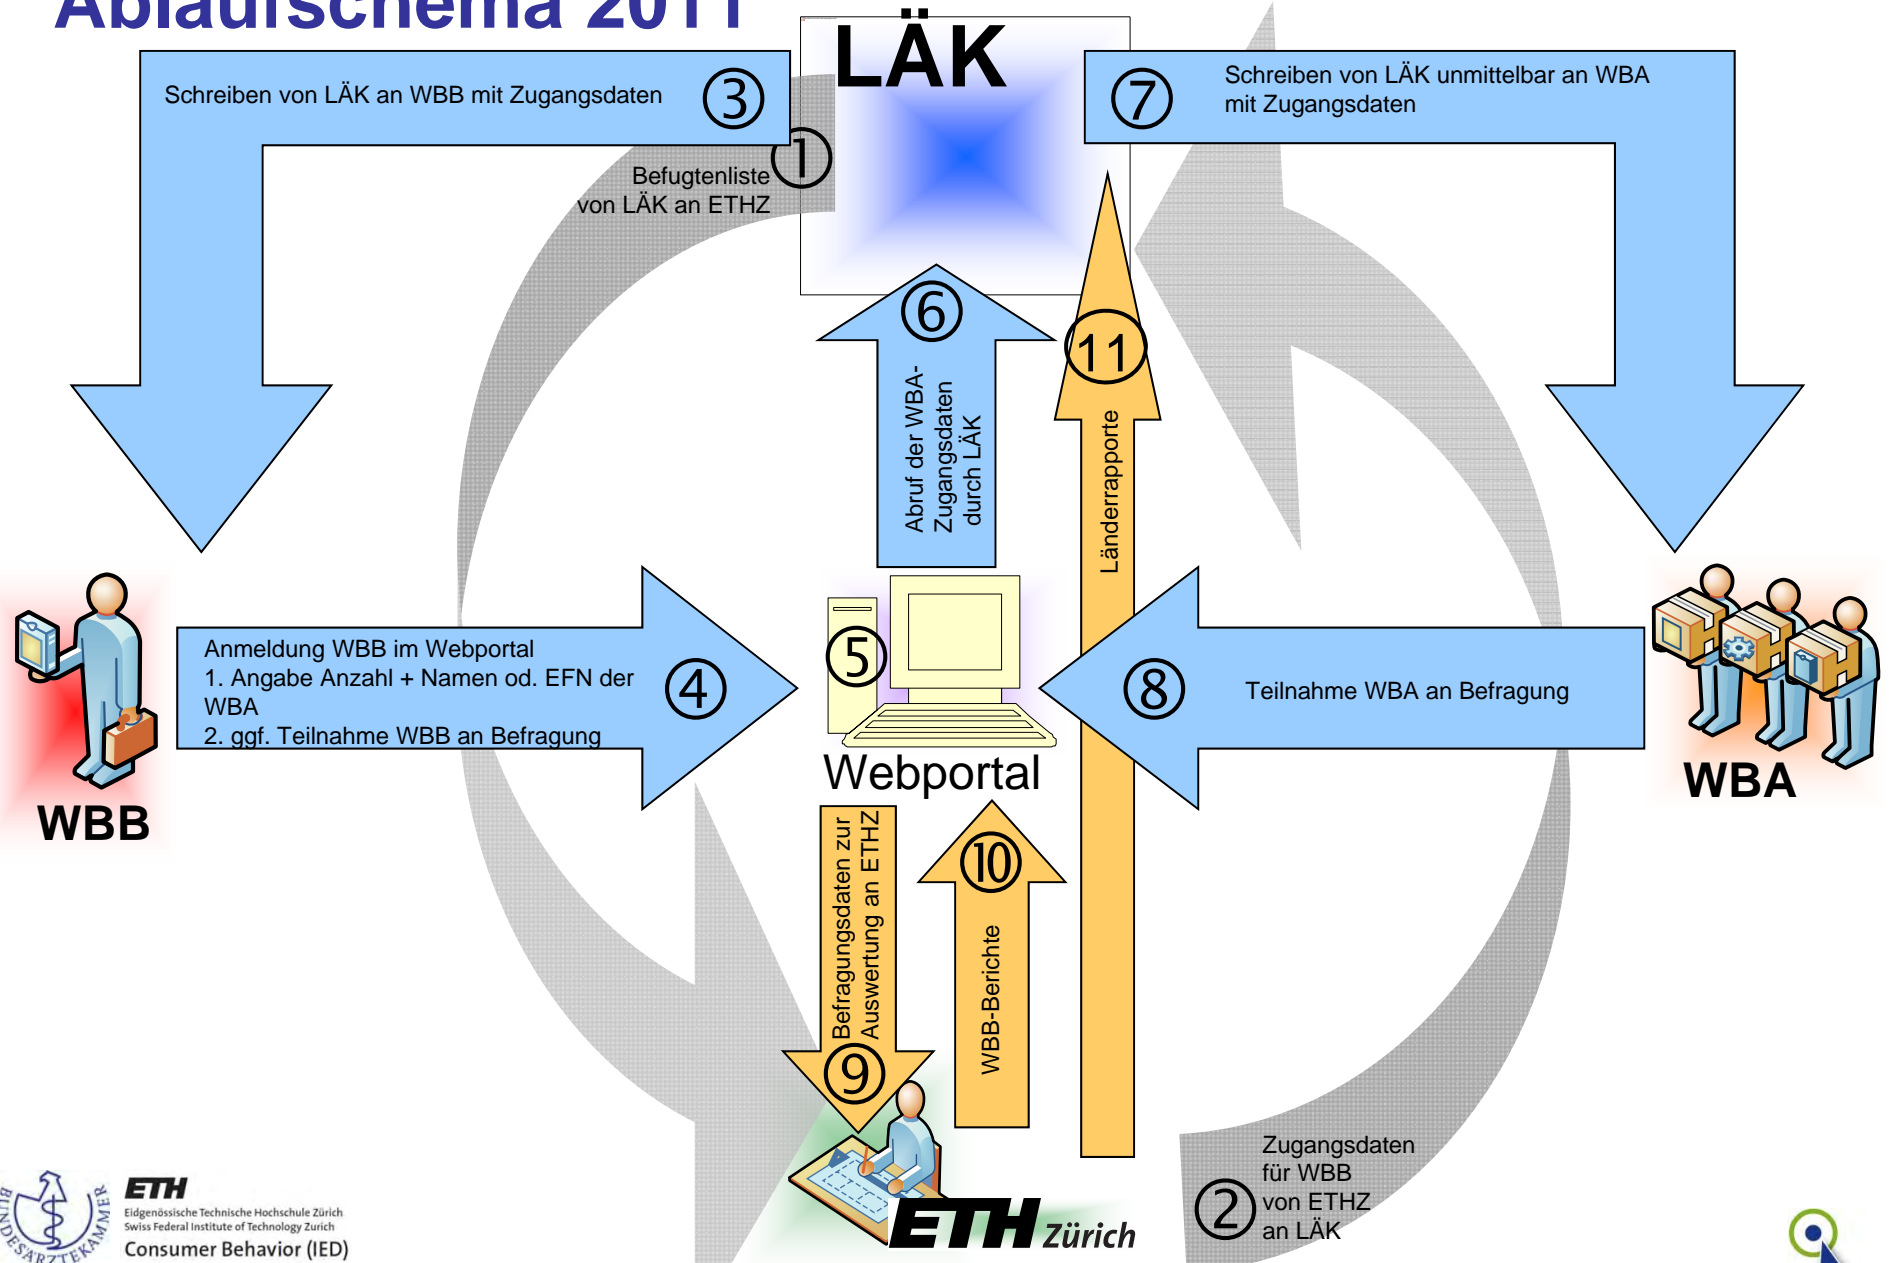 Ablaufschema 2011
LÄK
Schreiben von LÄK an WBB mit Zugangsdaten
3
7
Schreiben von LÄK unmittelbar an WBA
mit Zugangsdaten
1
Befugtenliste
von LÄK an ETHZ
6
Abruf der WBA-
Zugangsdaten
durch LÄK
11
Länderrapporte
Anmeldung WBB im Webportal
1. Angabe Anzahl + Namen od. EFN der
WBA
2. ggf. Teilnahme WBB an Befragung
4
5
8
Teilnahme WBA an Befragung
Webportal
WBB
WBA
Befragungsdaten zur
Auswertung an ETHZ
9
10
WBB-Berichte
2
Zugangsdaten
für WBB
von ETHZ
an LÄK
ETH Zürich
BUNDESÄRZTEKAMMER
ETH
Eidgenössische Technische Hochschule Zürich
Swiss Federal Institute of Technology Zurich
Consumer Behavior (IED)